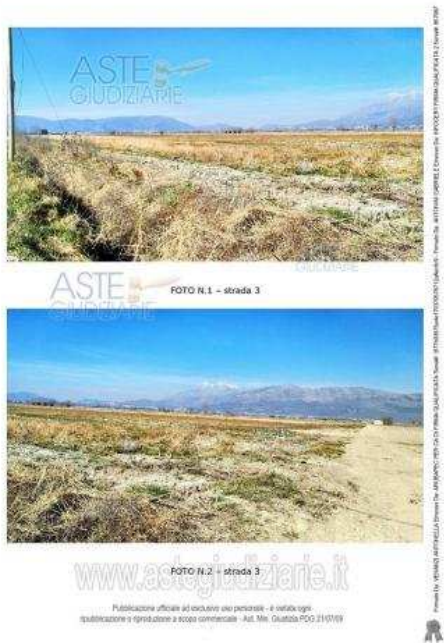 ASTE
GIUDIZIARIE
GIUDIZIARIE
ASTE
GIUDIZIARIE
FOTO N.1 – strada 3
FOTO N.2 – strada 3
www.astegiudiziarie.it
Pubblicazione ufficiale ad esclusivo uso personale - è vietata ogni
ripubblicazione o riproduzione a scopo commerciale - Aut. Min. Giustizia PDG 21/07/09